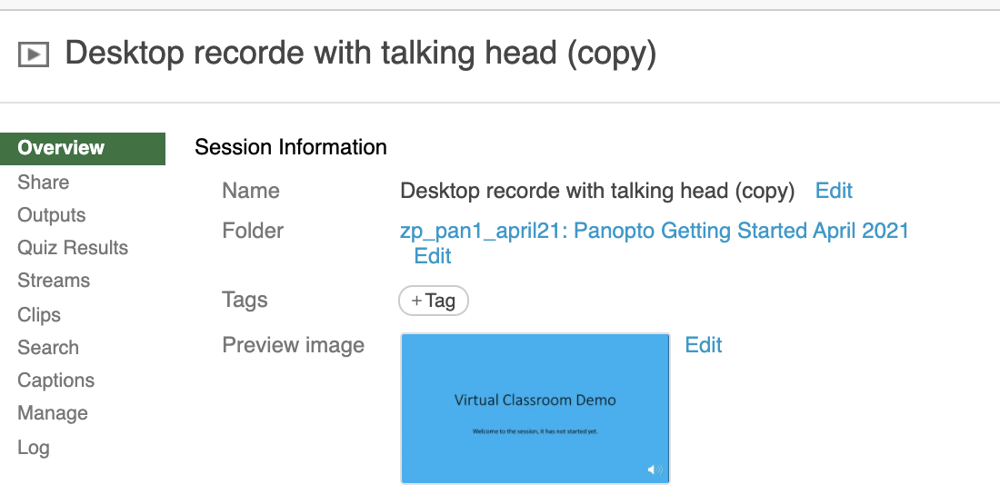 Desktop recorde with talking head (copy)
Overview
Share
Outputs
Quiz Results
Streams
Clips
Search
Captions
Manage
Log
Session Information
Name Desktop recorde with talking head (copy) Edit
Folder zp_pan1_april21: Panopto Getting Started April 2021
Edit
Tags + Tag
Preview image Edit
Virtual Classroom Demo
Welcome to the session, it has not started yet.